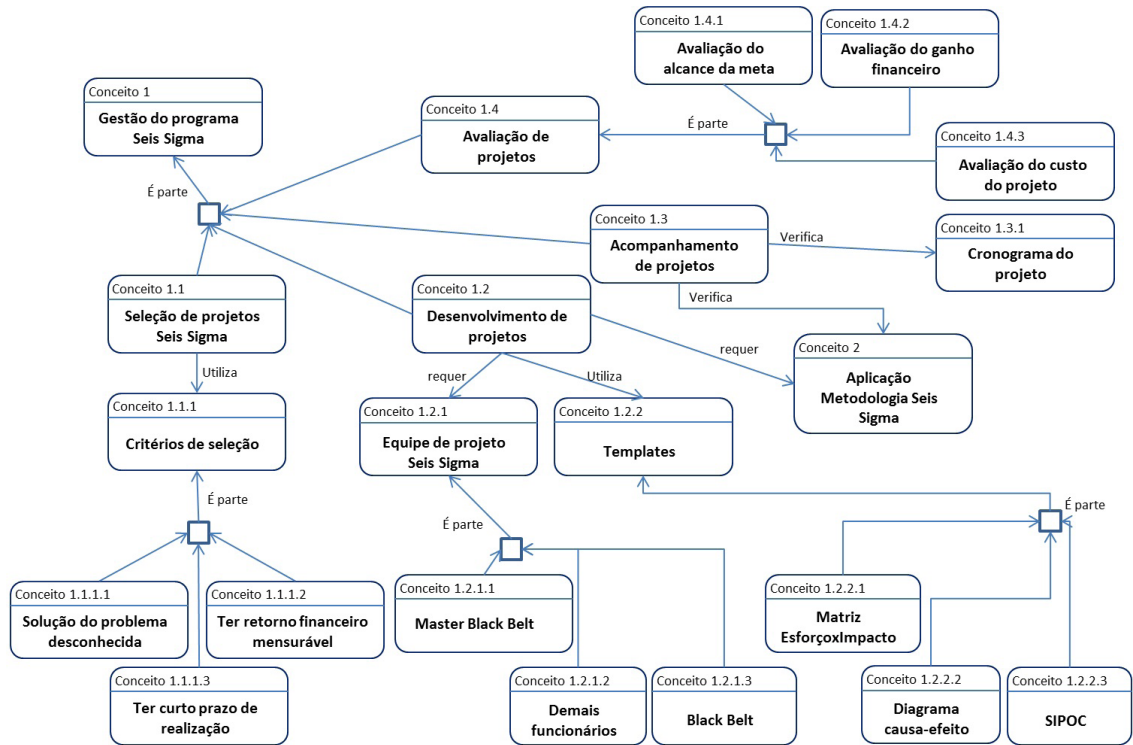 Conceito 1.4.1
Avaliação do
alcance da meta
Conceito 1.4.2
Avaliação do ganho
financeiro
Conceito 1
Gestão do programa
Seis Sigma
Conceito 1.4
Avaliação de
projetos
É parte
Conceito 1.4.3
Avaliação do custo
do projeto
É parte
Conceito 1.3
Acompanhamento
de projetos
Verifica
Conceito 1.3.1
Cronograma do
projeto
Conceito 1.1
Seleção de projetos
Seis Sigma
Conceito 1.2
Desenvolvimento de
projetos
Verifica
requer
Conceito 2
Aplicação
Metodologia Seis
Sigma
Utiliza
requer
Utiliza
Conceito 1.1.1
Critérios de seleção
Conceito 1.2.1
Equipe de projeto
Seis Sigma
Conceito 1.2.2
Templates
É parte
É parte
É parte
Conceito 1.1.1.1
Solução do problema
desconhecida
Conceito 1.1.1.2
Ter retorno financeiro
mensurável
Conceito 1.2.1.1
Master Black Belt
Conceito 1.2.2.1
Matriz
EsforçoxImpacto
Conceito 1.1.1.3
Ter curto prazo de
realização
Conceito 1.2.1.2
Demais
funcionários
Conceito 1.2.1.3
Black Belt
Conceito 1.2.2.2
Diagrama
causa-efeito
Conceito 1.2.2.3
SIPOC